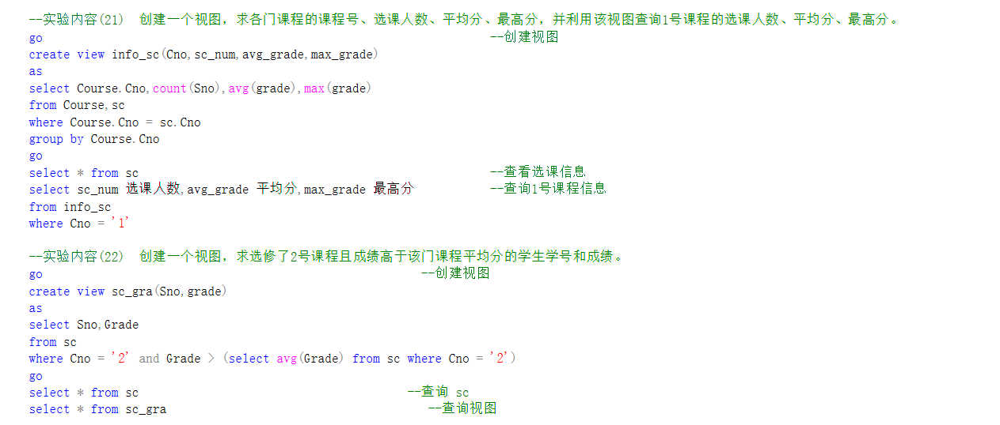 --实验内容(21)  创建一个视图，求各门课程的课程号、选课人数、平均分、最高分，并利用该视图查询1号课程的选课人数、平均分、最高分。
go --创建视图
create view info_sc(Cno,sc_num,avg_grade,max_grade)
as
select Course.Cno,count(Sno),avg(grade),max(grade)
from Course,sc
where Course.Cno = sc.Cno
group by Course.Cno
go
select * from sc --查看选课信息
select sc_num 选课人数,avg_grade 平均分,max_grade 最高分 --查询1号课程信息
from info_sc
where Cno = '1'
--实验内容(22)  创建一个视图，求选修了2号课程且成绩高于该门课程平均分的学生学号和成绩。
go --创建视图
create view sc_gra(Sno,grade)
as
select Sno,Grade
from sc
where Cno = '2' and Grade > (select avg(Grade) from sc where Cno = '2')
go
select * from sc --查询 sc
select * from sc_gra --查询视图